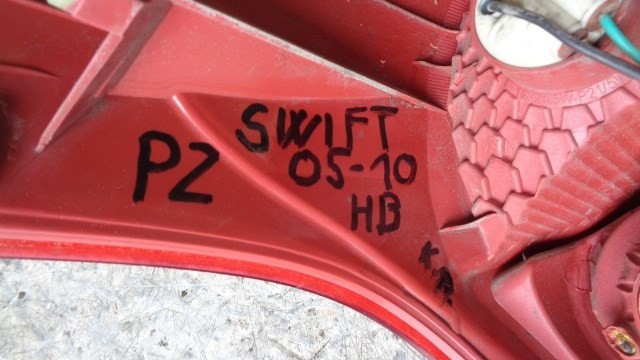 SWIFT
PZ 05-10
HB
K.R.